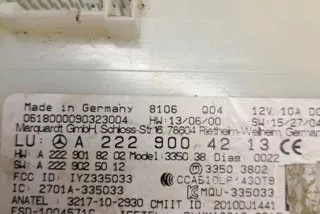 Made in Germany 8106 Q04 12V 10A DC
0518000090323004 HW:13/06/00 SW:15/27/04
Marquardt GmbH, Schloss-Str.16, 78604 Rietheim-Weilheim, Germany
LU: A 222 900 42 13 CE
HW: A 222 901 82 02 Model: 3350 38 Diag 0022
SW: A 222 902 50 12 3350 3802
FCC ID: IYZ335033
IC: 2701A-335033 MQU-335033
ANATEL : 3217-10-2930 CMII ID: 2010DJ1441